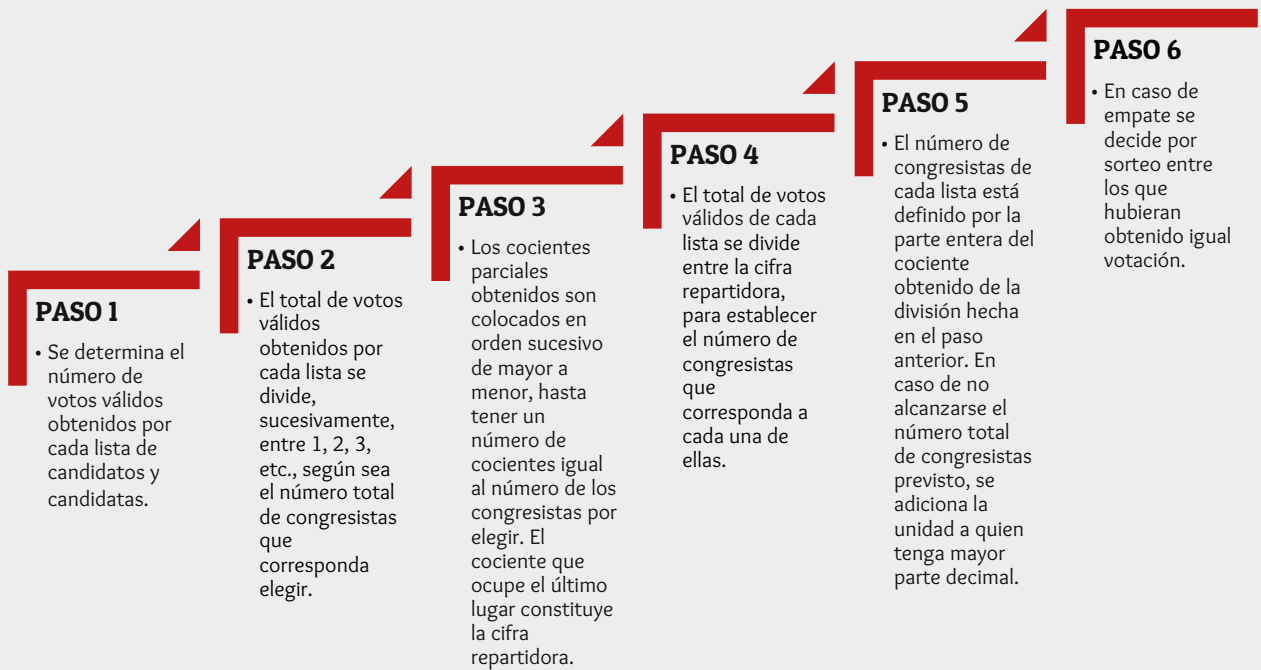 PASO 1
• Se determina el
número de
votos válidos
obtenidos por
cada lista de
candidatos y
candidatas.
PASO 2
• El total de votos
válidos
obtenidos por
cada lista se
divide,
sucesivamente,
entre 1, 2, 3,
etc., según sea
el número total
de congresistas
que
corresponda
elegir.
PASO 3
• Los cocientes
parciales
obtenidos son
colocados en
orden sucesivo
de mayor a
menor, hasta
tener un
número de
cocientes igual
al número de los
congresistas por
elegir. El
cociente que
ocupe el último
lugar constituye
la cifra
repartidora.
PASO 4
• El total de votos
válidos de cada
lista se divide
entre la cifra
repartidora,
para establecer
el número de
congresistas
que
corresponda a
cada una de
ellas.
PASO 5
• El número de
congresistas de
cada lista está
definido por la
parte entera del
cociente
obtenido de la
división hecha
en el paso
anterior. En
caso de no
alcanzarse el
número total
de congresistas
previsto, se
adiciona la
unidad a quien
tenga mayor
parte decimal.
PASO 6
• En caso de
empate se
decide por
sorteo entre
los que
hubieran
obtenido igual
votación.